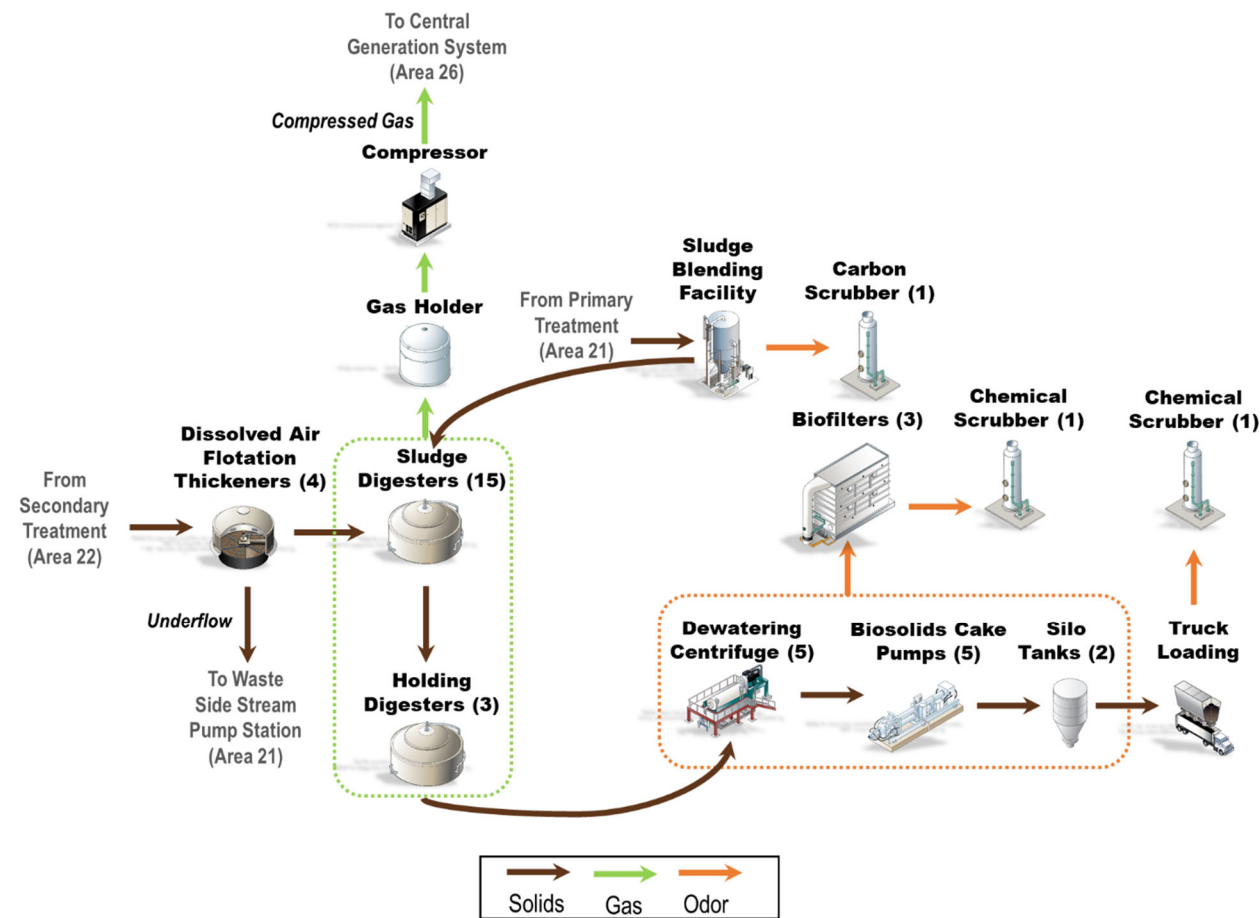 To Central
Generation System
(Area 26)
Compressed Gas
Compressor
Gas Holder
From Primary
Treatment
(Area 21)
Sludge
Blending
Facility
Carbon
Scrubber (1)
Biofilters (3)
Chemical
Scrubber (1)
Chemical
Scrubber (1)
From
Secondary
Treatment
(Area 22)
Dissolved Air
Flotation
Thickeners (4)
Sludge
Digesters (15)
Underflow
To Waste
Side Stream
Pump Station
(Area 21)
Holding
Digesters (3)
Dewatering
Centrifuge (5)
Biosolids Cake
Pumps (5)
Silo
Tanks (2)
Truck
Loading
Solids
Gas
Odor